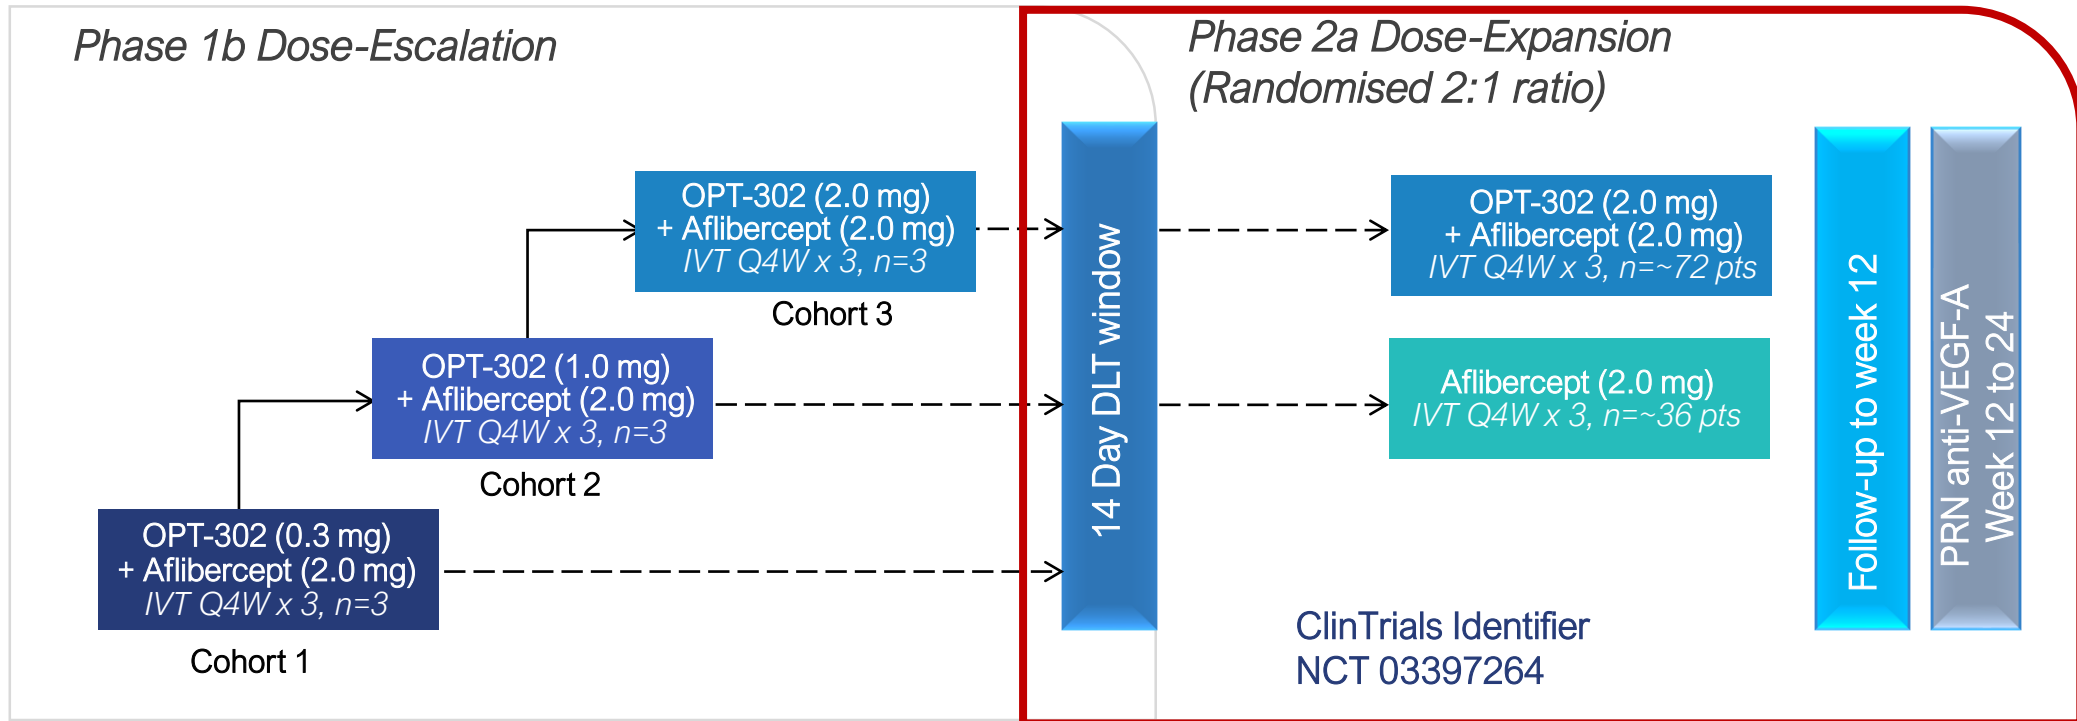 Phase 1b Dose-Escalation
OPT-302 (2.0 mg)
+ Aflibercept (2.0 mg)
IVT Q4W x 3, n=3
Cohort 3
OPT-302 (1.0 mg)
+ Aflibercept (2.0 mg)
IVT Q4W x 3, n=3
Cohort 2
OPT-302 (0.3 mg)
+ Aflibercept (2.0 mg)
IVT Q4W x 3, n=3
Cohort 1
14 Day DLT window
Phase 2a Dose-Expansion
(Randomised 2:1 ratio)
OPT-302 (2.0 mg)
+ Aflibercept (2.0 mg)
IVT Q4W x 3, n=~72 pts
Aflibercept (2.0 mg)
IVT Q4W x 3, n=~36 pts
ClinTrials Identifier
NCT 03397264
Follow-up to week 12
PRN anti-VEGF-A
Week 12 to 24